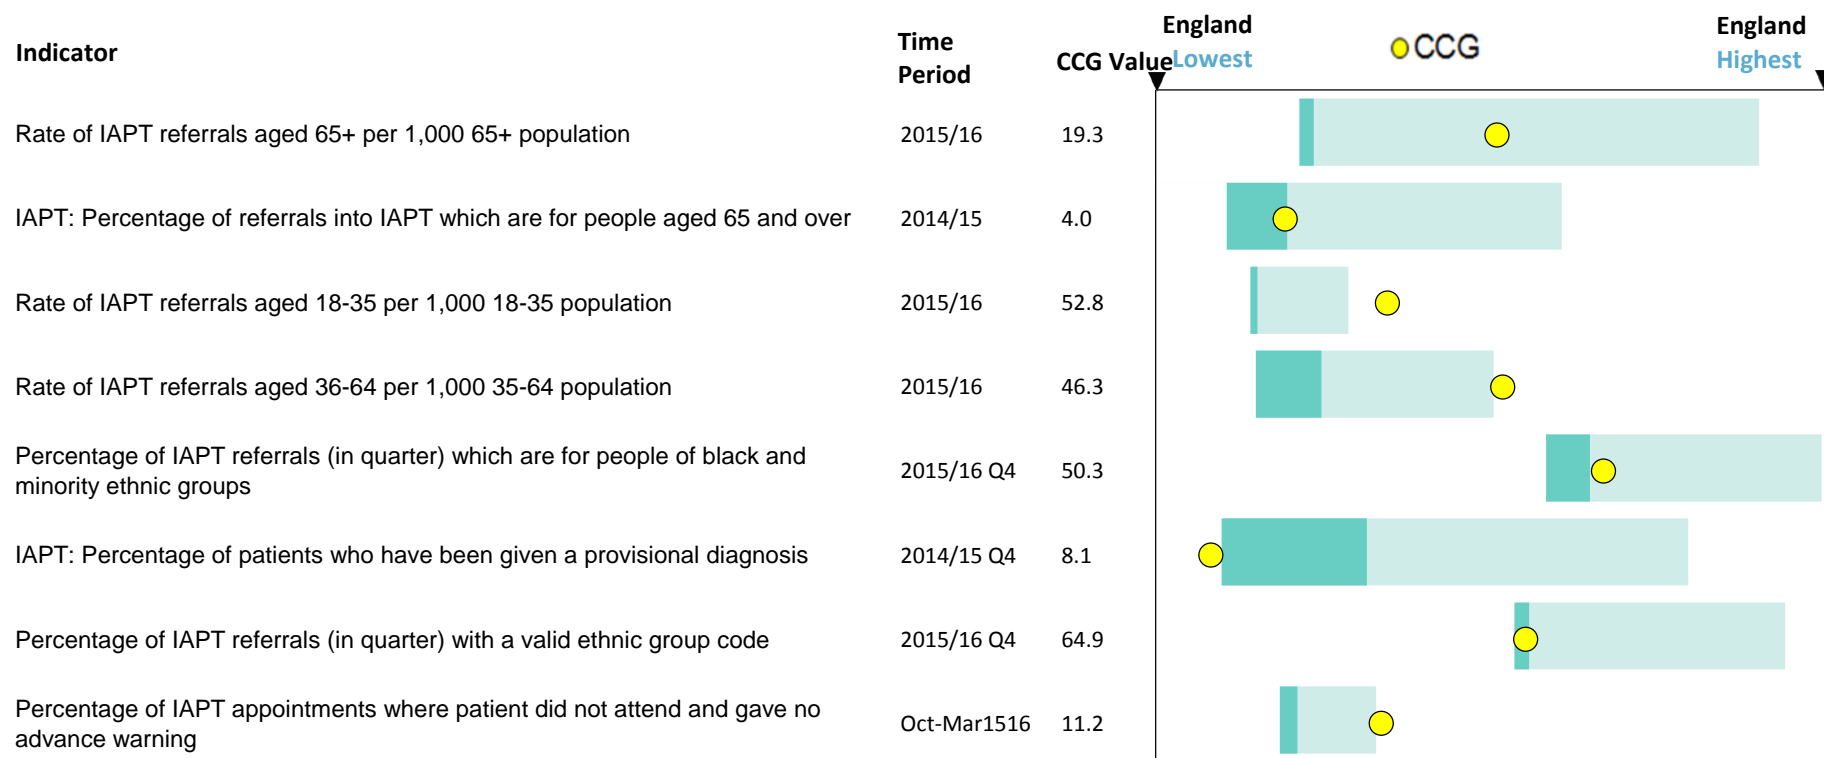 Indicator
Time
Period
CCG Value
England
Lowest
CCG
England
Highest
Rate of IAPT referrals aged 65+ per 1,000 65+ population 2015/16 19.3
IAPT: Percentage of referrals into IAPT which are for people aged 65 and over 2014/15 4.0
Rate of IAPT referrals aged 18-35 per 1,000 18-35 population 2015/16 52.8
Rate of IAPT referrals aged 36-64 per 1,000 35-64 population 2015/16 46.3
Percentage of IAPT referrals (in quarter) which are for people of black and
minority ethnic groups 2015/16 Q4 50.3
IAPT: Percentage of patients who have been given a provisional diagnosis 2014/15 Q4 8.1
Percentage of IAPT referrals (in quarter) with a valid ethnic group code 2015/16 Q4 64.9
Percentage of IAPT appointments where patient did not attend and gave no
advance warning Oct-Mar1516 11.2